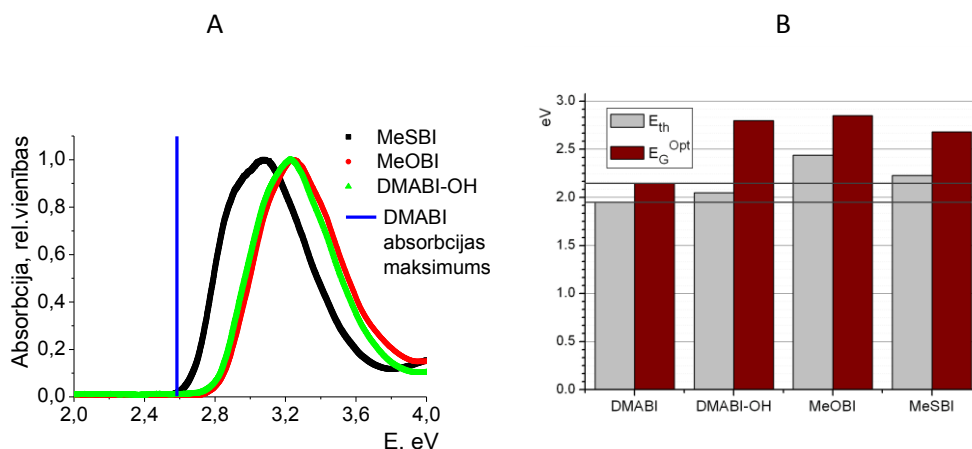 A
B
Absorbcija, rel.vienības
1,0
0,8
0,6
0,4
0,2
0,0
2,0 2,4 2,8 3,2 3,6 4,0
E, eV
MeSBI
MeOBI
DMABI-OH
DMABI
absorbcijas
maksimums
eV
3.0
2.5
2.0
1.5
1.0
0.5
0.0
E_th
E_G^Opt
DMABI DMABI-OH MeOBI MeSBI